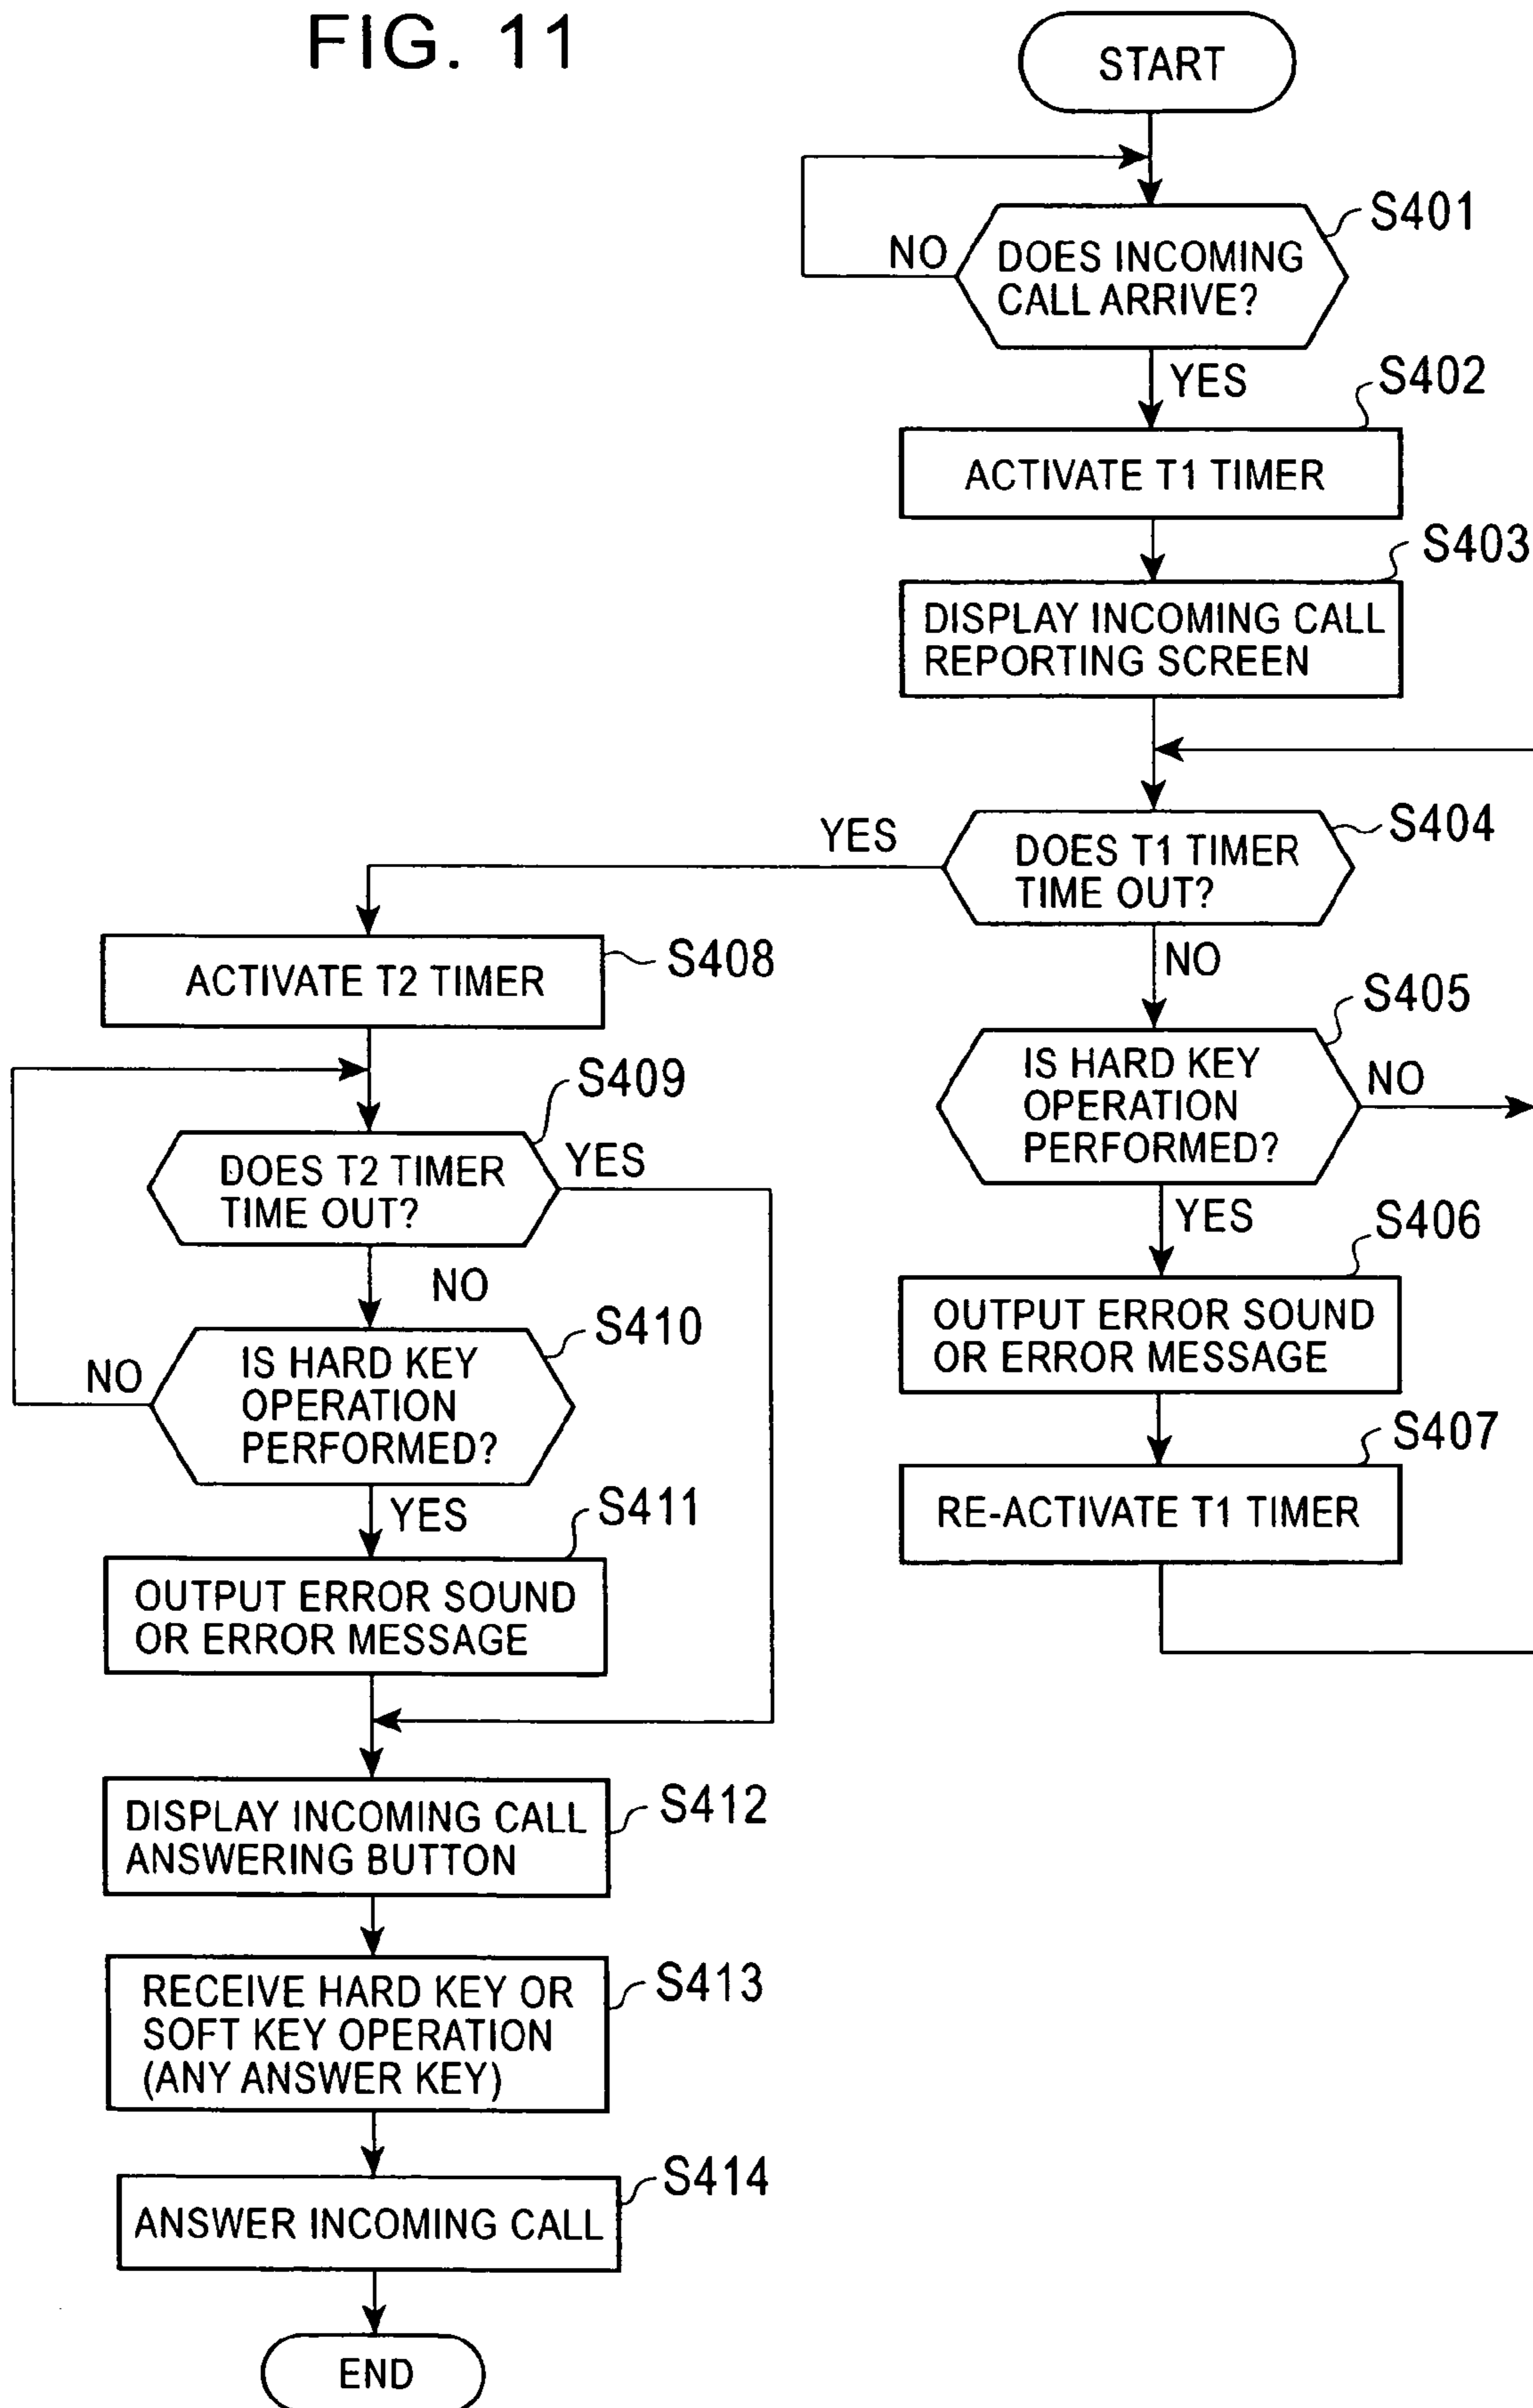 FIG. 11
START
S401
NO
DOES INCOMING
CALL ARRIVE?
YES
S402
ACTIVATE T1 TIMER
S403
DISPLAY INCOMING CALL
REPORTING SCREEN
S404
YES
DOES T1 TIMER
TIME OUT?
NO
S405
IS HARD KEY
OPERATION
PERFORMED?
NO
YES
S406
OUTPUT ERROR SOUND
OR ERROR MESSAGE
S407
RE-ACTIVATE T1 TIMER
S408
ACTIVATE T2 TIMER
S409
DOES T2 TIMER
TIME OUT?
YES
NO
S410
IS HARD KEY
OPERATION
PERFORMED?
NO
YES
S411
OUTPUT ERROR SOUND
OR ERROR MESSAGE
S412
DISPLAY INCOMING CALL
ANSWERING BUTTON
S413
RECEIVE HARD KEY OR
SOFT KEY OPERATION
(ANY ANSWER KEY)
S414
ANSWER INCOMING CALL
END